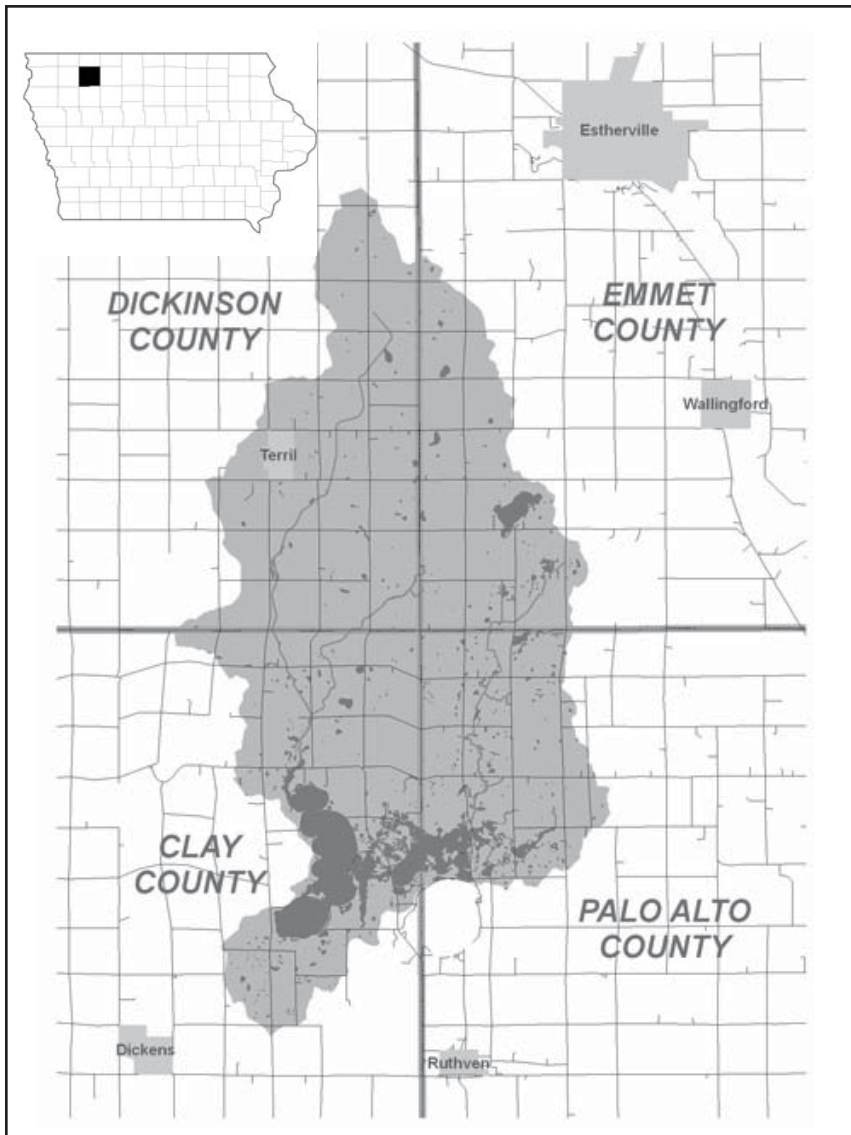 Estherville
DICKINSON
COUNTY
EMMET
COUNTY
Wallingford
Terril
CLAY
COUNTY
PALO ALTO
COUNTY
Dickens
Ruthven